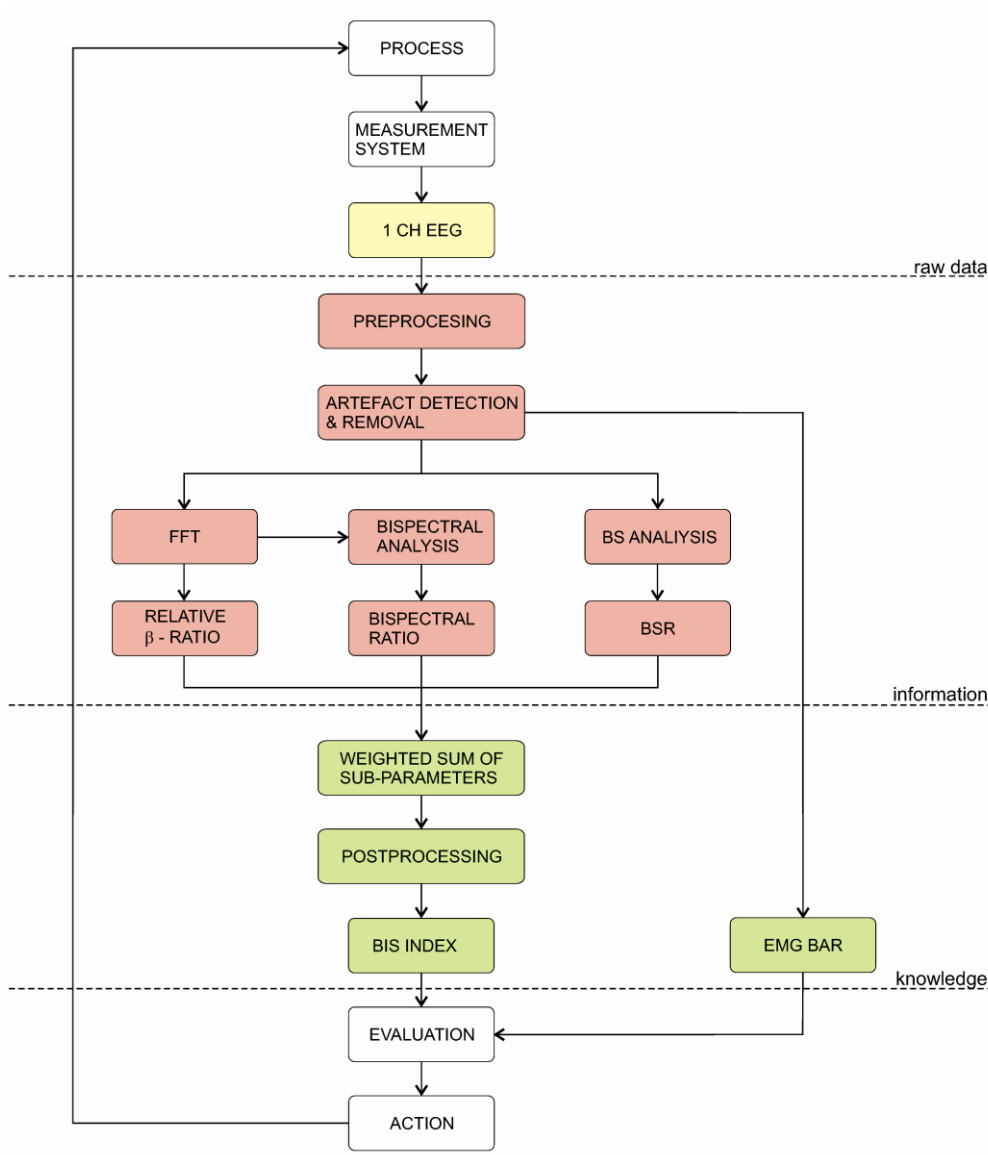 PROCESS
MEASUREMENT
SYSTEM
1 CH EEG
raw data
PREPROCESING
ARTEFACT DETECTION
& REMOVAL
FFT
BISPECTRAL
ANALYSIS
BS ANALIYSIS
RELATIVE
β - RATIO
BISPECTRAL
RATIO
BSR
information
WEIGHTED SUM OF
SUB-PARAMETERS
POSTPROCESSING
BIS INDEX
EMG BAR
knowledge
EVALUATION
ACTION